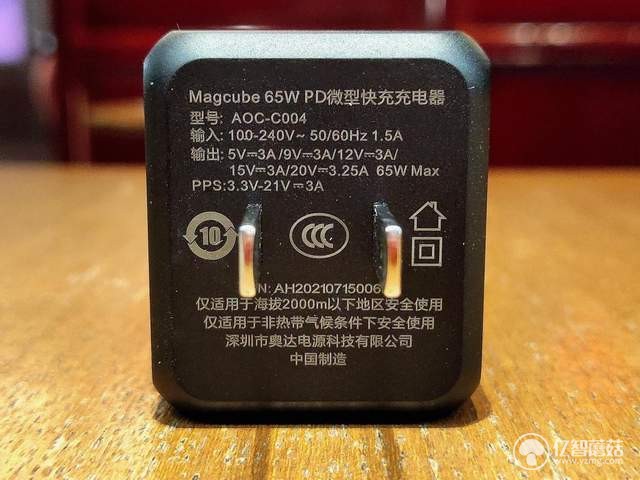 Magcube 65W PD微型快充充电器
型号: AOC-C004
输入: 100-240V~ 50/60Hz 1.5A
输出: 5V⎓3A/9V⎓3A/12V⎓3A/
15V⎓3A/20V⎓3.25A 65W Max
PPS:3.3V-21V⎓3A
10
CCC
N: AH2021071500
仅适用于海拔2000m以下地区安全使用
仅适用于非热带气候条件下安全使用
深圳市奥达电源科技有限公司
中国制造
亿智蘑菇
www.yzmg.com